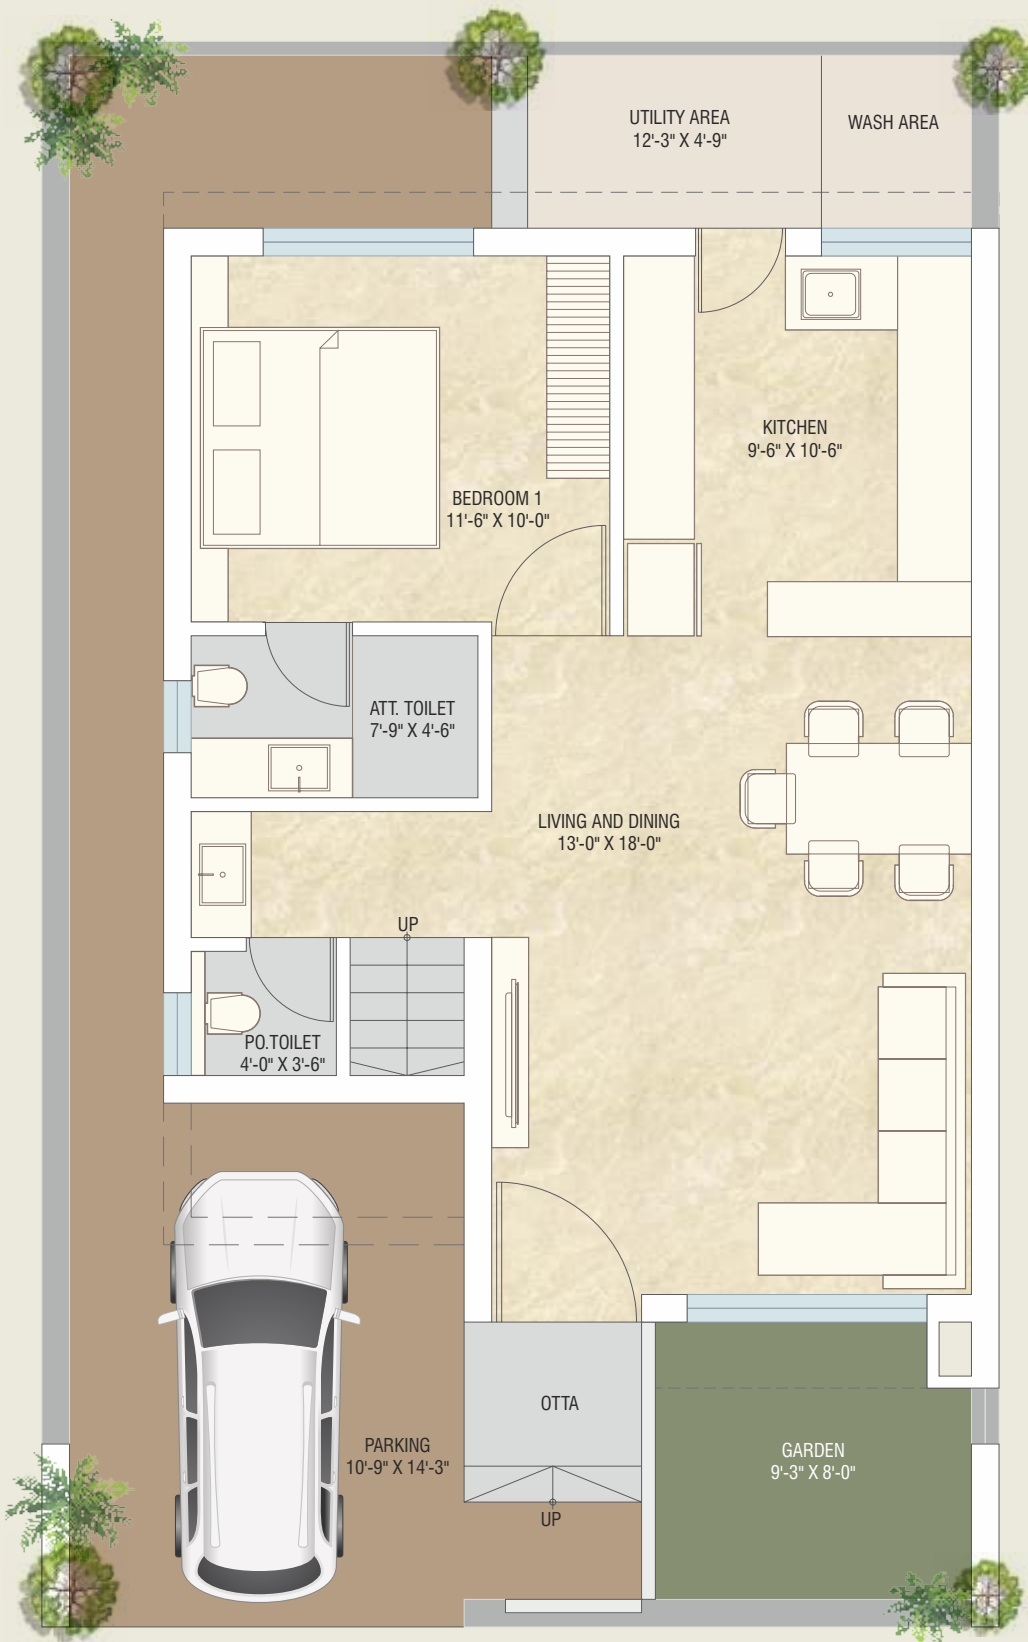 UTILITY AREA
12'-3" X 4'-9"
WASH AREA
KITCHEN
9'-6" X 10'-6"
BEDROOM 1
11'-6" X 10'-0"
ATT. TOILET
7'-9" X 4'-6"
LIVING AND DINING
13'-0" X 18'-0"
UP
PO.TOILET
4'-0" X 3'-6"
OTTA
PARKING
10'-9" X 14'-3"
GARDEN
9'-3" X 8'-0"
UP